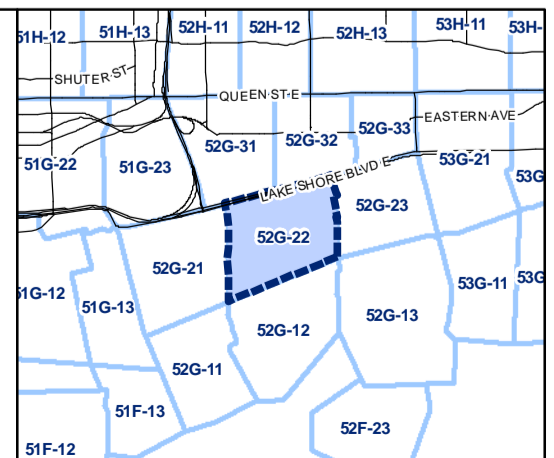 51H-12
51H-13
52H-11
52H-12
52H-13
53H-11
53H-
SHUTER ST
QUEEN ST E
EASTERN AVE
51G-22
51G-23
52G-31
52G-32
52G-33
53G-21
53G
LAKE SHORE BLVD E
52G-22
52G-23
51G-12
51G-13
52G-21
52G-12
52G-13
53G-11
53G
52G-11
51F-13
51F-12
52F-23